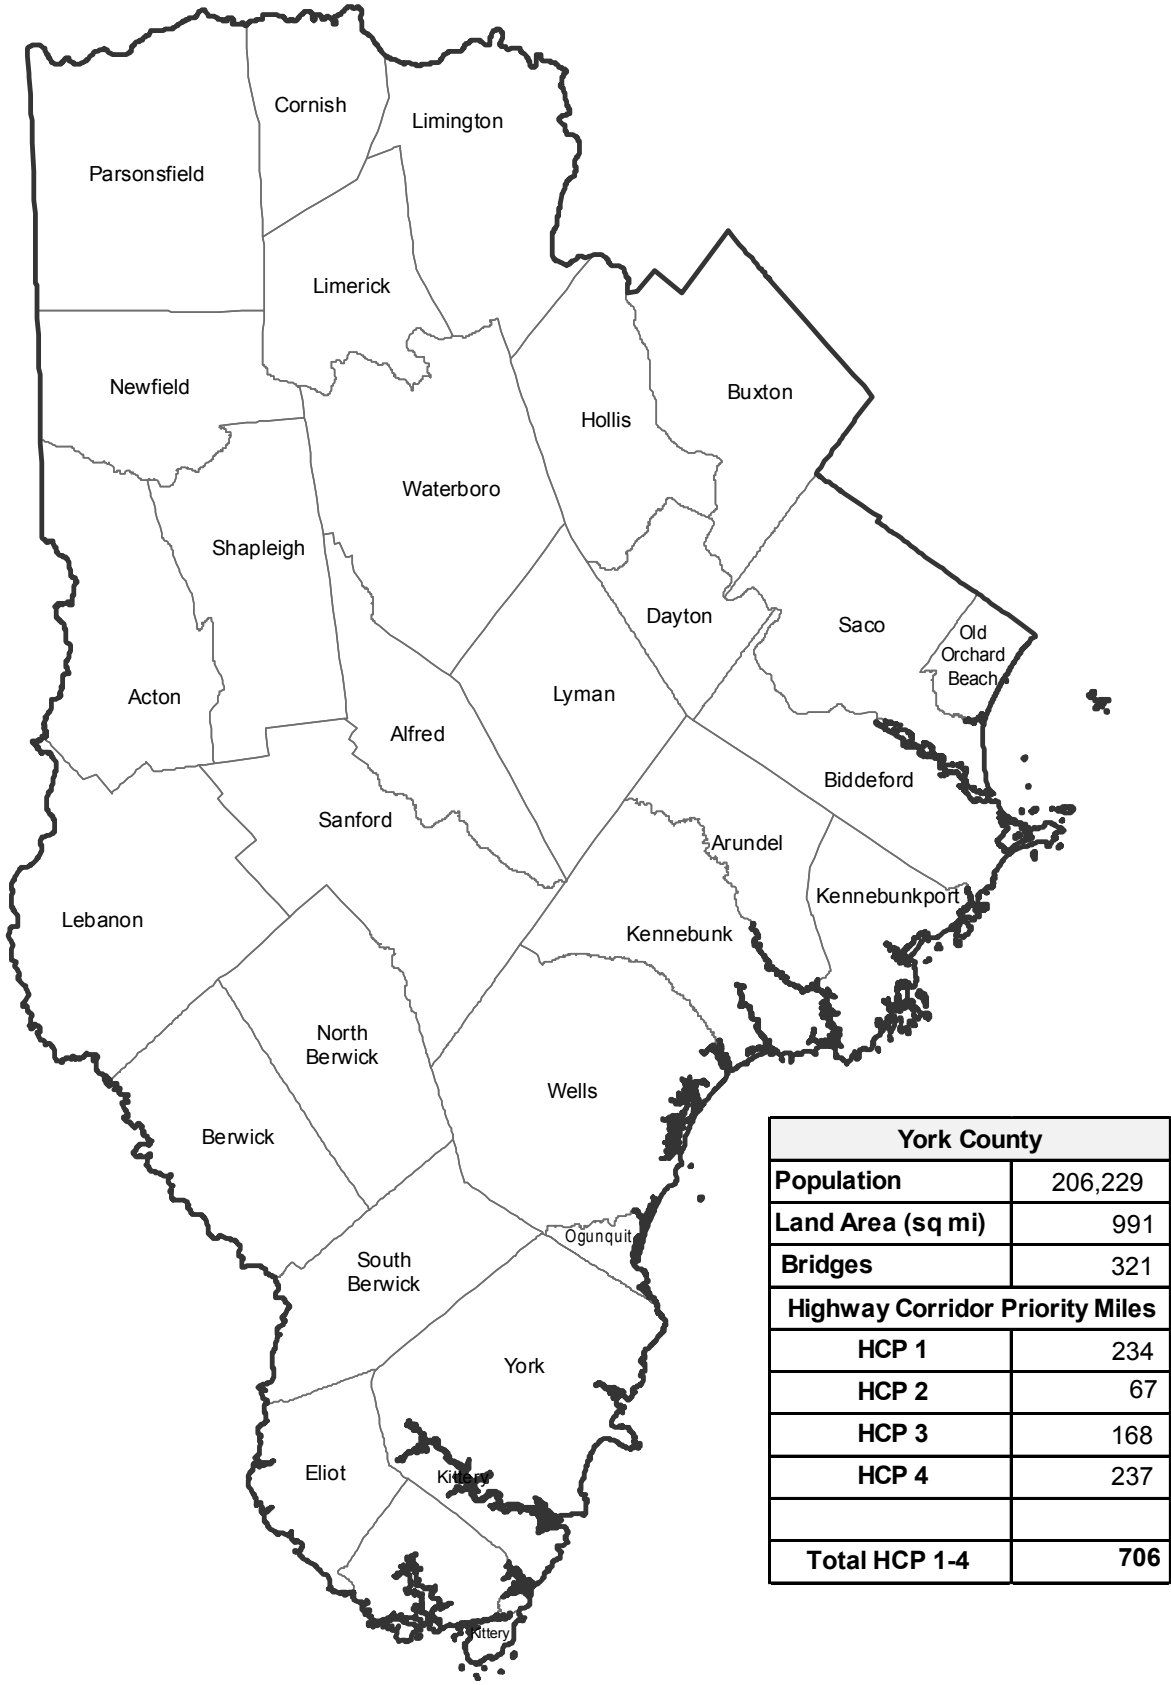 Cornish
Limington
Parsonsfield
Limerick
Newfield
Buxton
Hollis
Waterboro
Shapleigh
Dayton
Saco
Old
Orchard
Beach
Acton
Lyman
Alfred
Biddeford
Sanford
Arundel
Kennebunkport
Lebanon
Kennebunk
North
Berwick
Wells
Berwick
Ogunquit
South
Berwick
York
Eliot
Kittery
Kittery
York County
Population 206,229
Land Area (sq mi) 991
Bridges 321
Highway Corridor Priority Miles
HCP 1 234
HCP 2 67
HCP 3 168
HCP 4 237
Total HCP 1-4 706